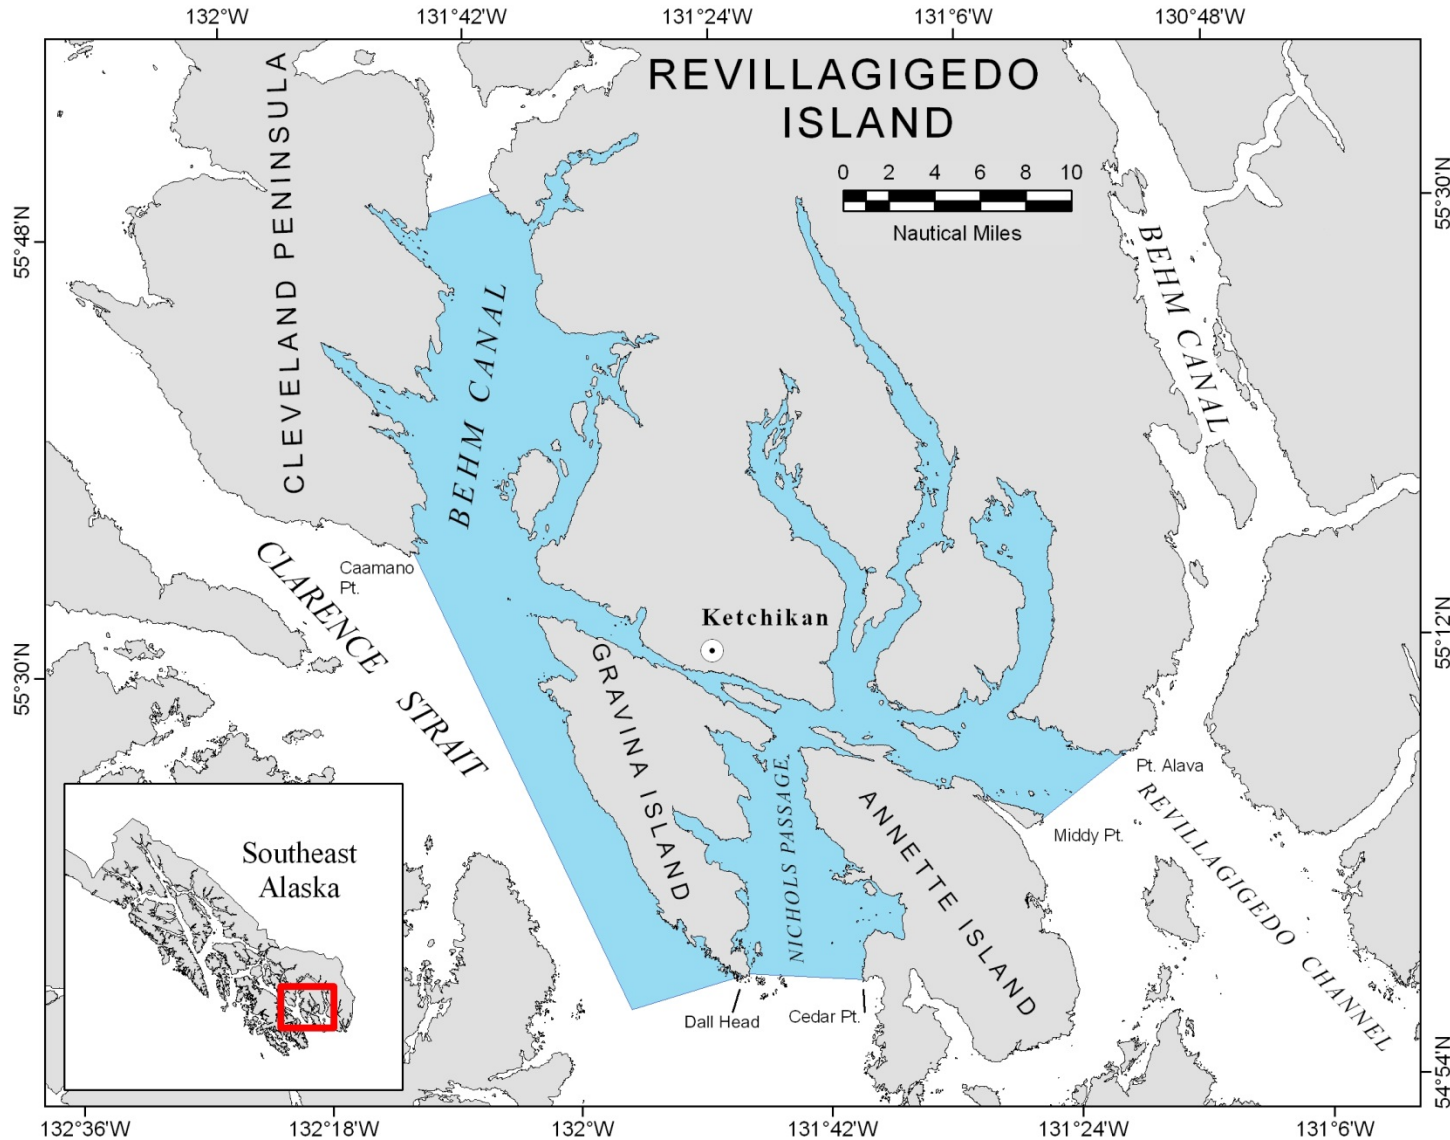 132°W 131°42'W 131°24'W 131°6'W 130°48'W
REVILLAGIGEDO
ISLAND
0 2 4 6 8 10
Nautical Miles
CLEVELAND PENINSULA
55°48'N
55°30'N
BEHM CANAL
BEHM CANAL
CLARENCE STRAIT
Caamano
Pt.
Ketchikan
55°12'N
55°30'N
GRAVINA ISLAND
NICHOLS PASSAGE
ANNETTE ISLAND
Pt. Alava
Middy Pt.
REVILLAGIGEDO CHANNEL
Southeast
Alaska
Dall Head
Cedar Pt.
54°54'N
132°36'W 132°18'W 132°W 131°42'W 131°24'W 131°6'W